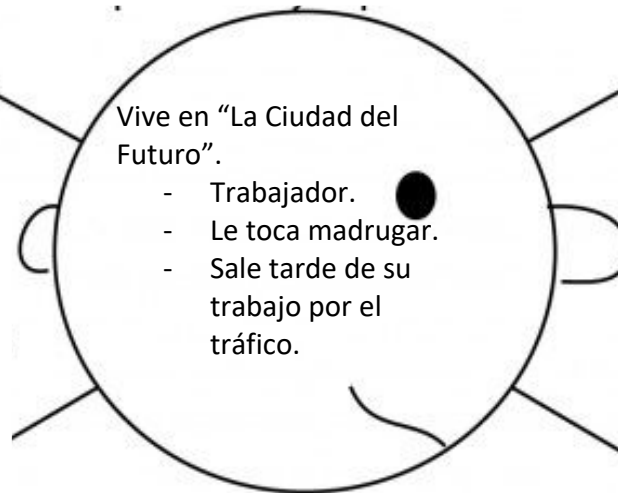 Vive en “La Ciudad del
Futuro”.
- Trabajador.
- Le toca madrugar.
- Sale tarde de su
trabajo por el
tráfico.